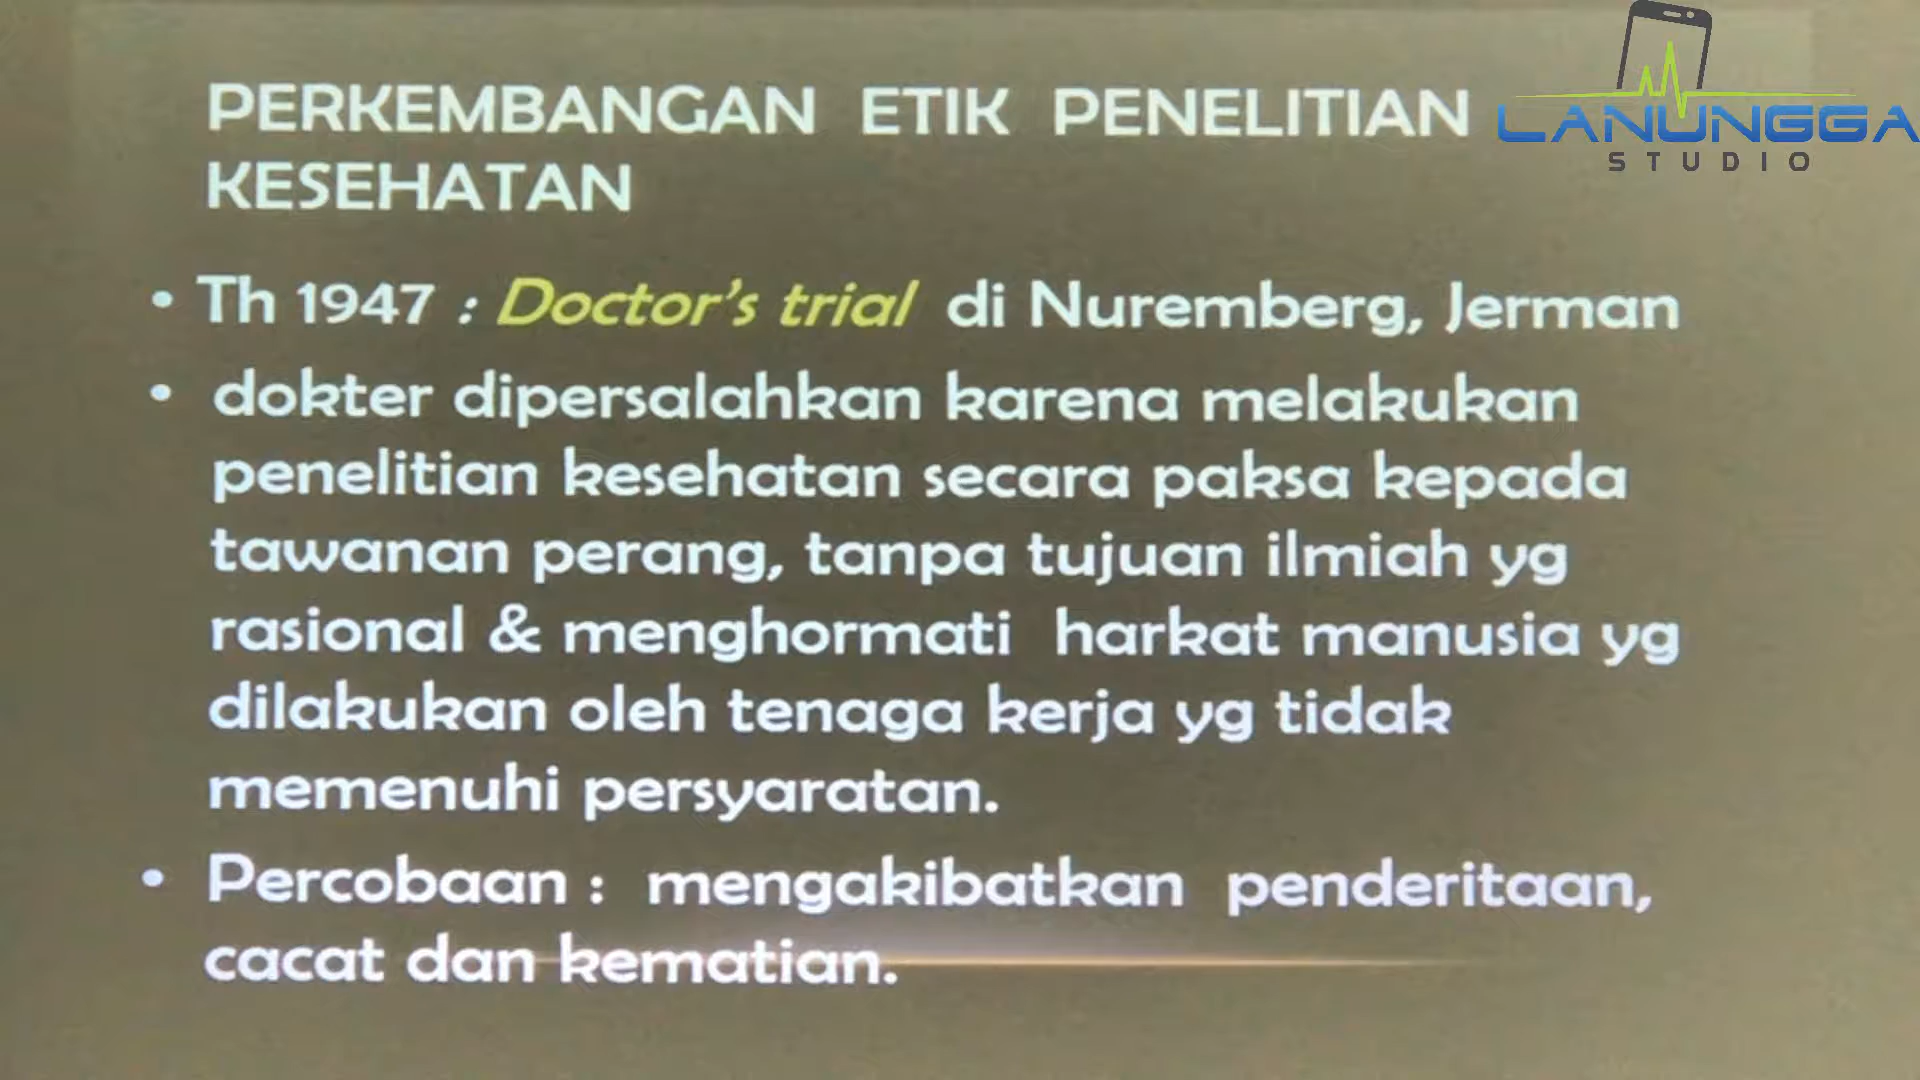 PERKEMBANGAN ETIK PENELITIAN
KESEHATAN
LANUNGGA
STUDIO
• Th 1947 : Doctor's trial di Nuremberg, Jerman
• dokter dipersalahkan karena melakukan
penelitian kesehatan secara paksa kepada
tawanan perang, tanpa tujuan ilmiah yg
rasional & menghormati harkat manusia yg
dilakukan oleh tenaga kerja yg tidak
memenuhi persyaratan.
• Percobaan : mengakibatkan penderitaan,
cacat dan kematian.